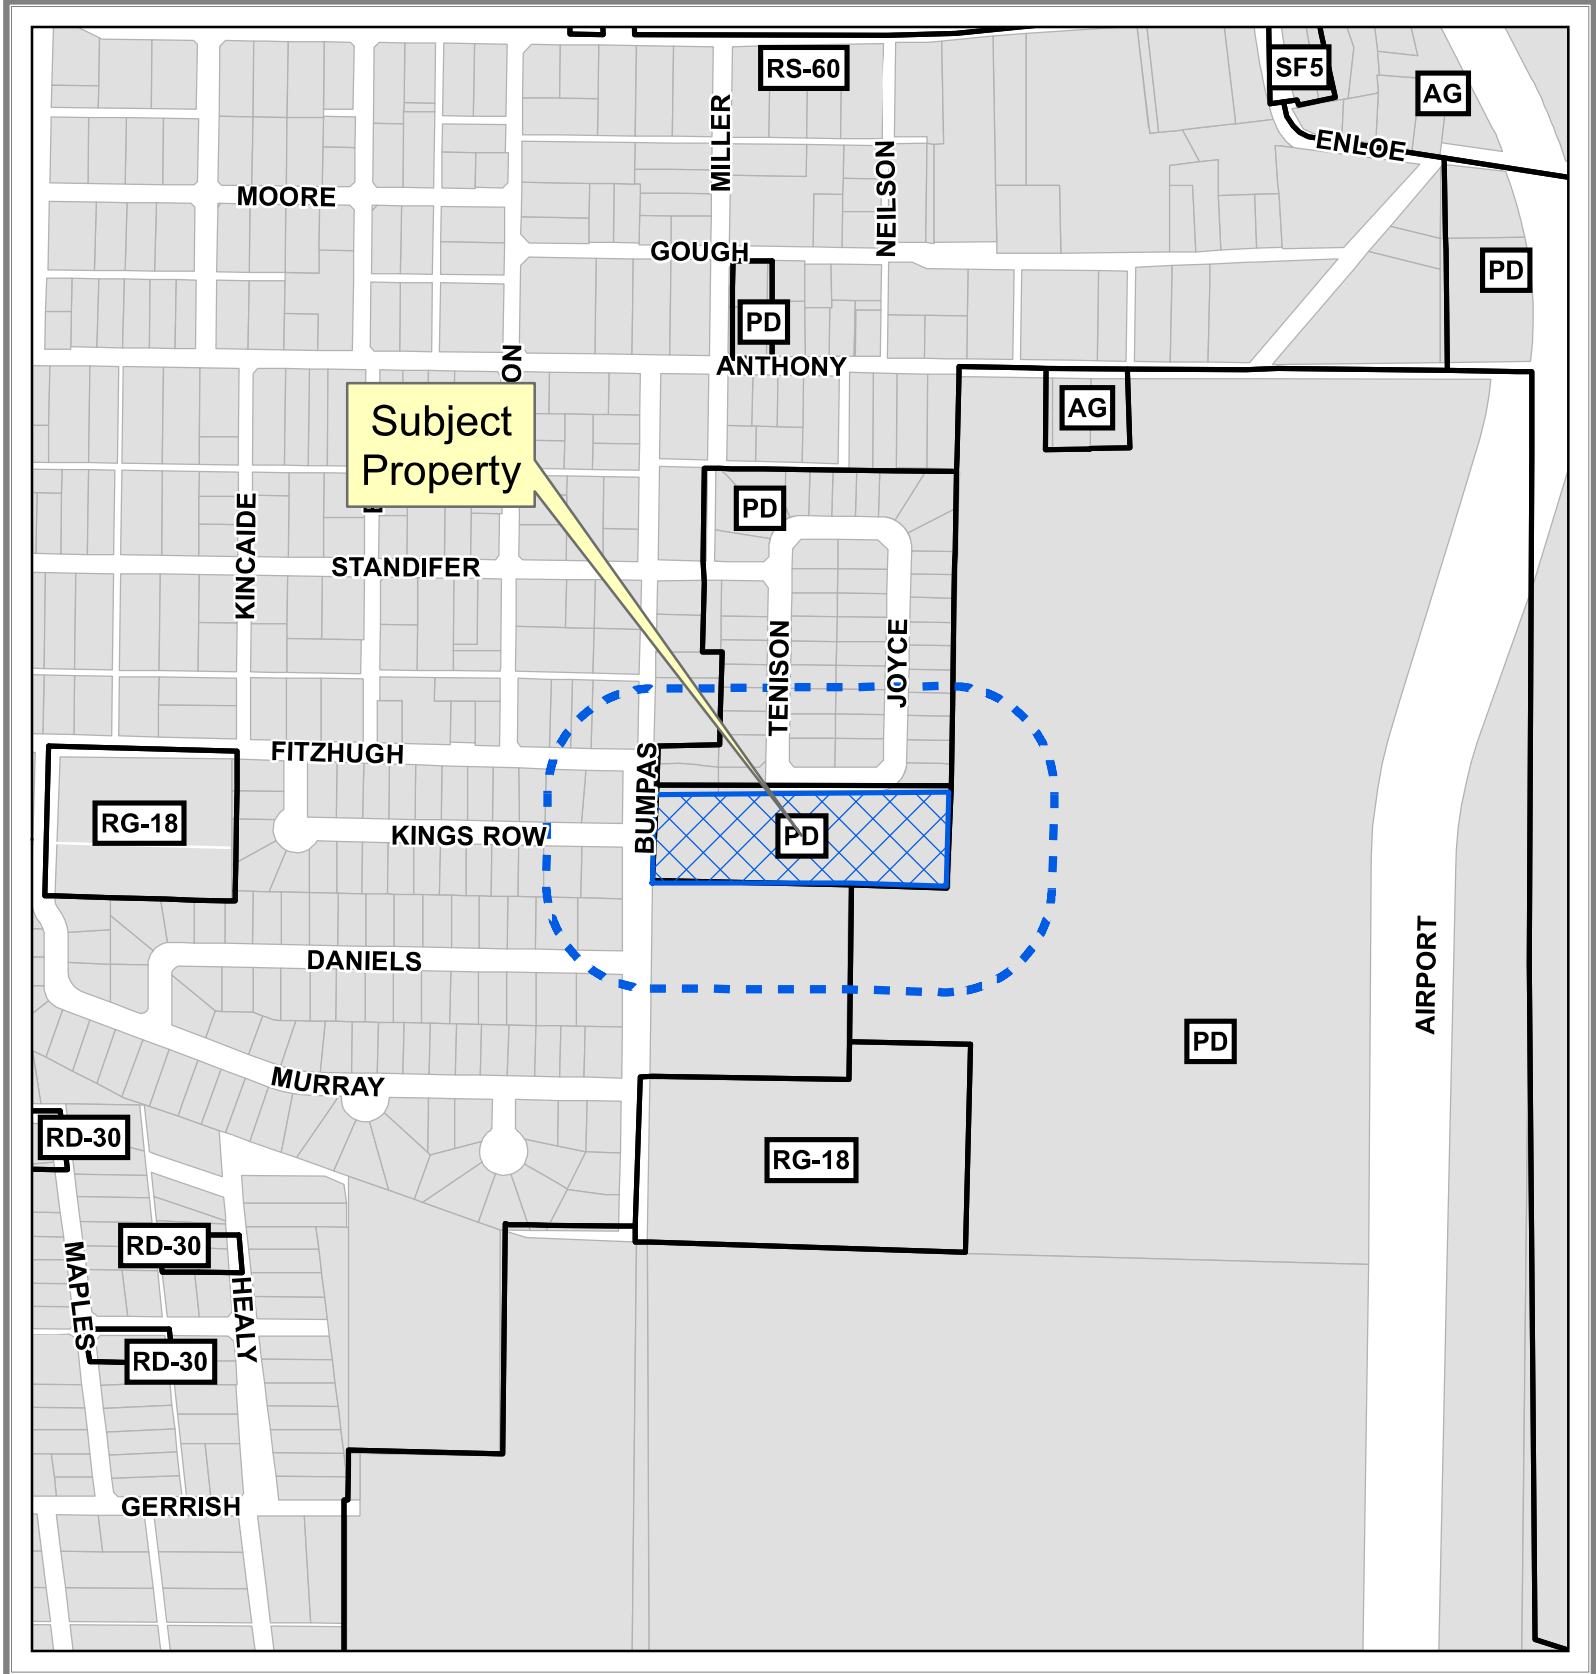 RS-60
SF5
AG
ENLOE
MILLER
NEILSON
MOORE
GOUGH
PD
PD
ANTHONY
ON
AG
Subject
Property
PD
KINCAIDE
STANDIFER
TENISON
JOYCE
FITZHUGH
BUMPAS
RG-18
KINGS ROW
PD
DANIELS
AIRPORT
PD
MURRAY
RD-30
RG-18
RD-30
MAPLES
HEALY
RD-30
GERRISH